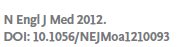 N Engl J Med 2012.
DOI: 10.1056/NEJMoa1210093